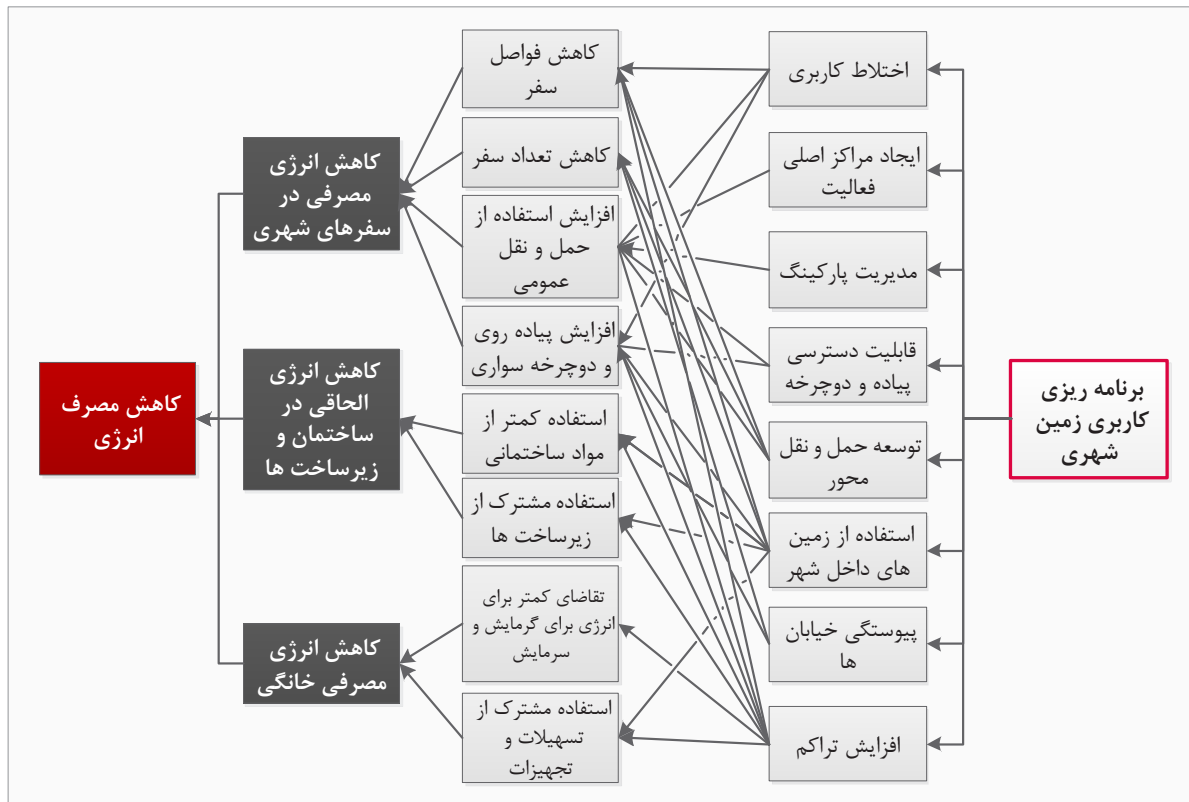 برنامه ریزی
کاربری زمین
شهری
اختلاط کاربری
ایجاد مراکز اصلی
فعالیت
مدیریت پارکینگ
قابلیت دسترسی
پیاده و دوچرخه
توسعه حمل و نقل
محور
استفاده از زمین
های داخل شهر
پیوستگی خیابان
ها
افزایش تراکم
کاهش فواصل
سفر
کاهش تعداد سفر
افزایش استفاده از
حمل و نقل
عمومی
افزایش پیاده روی
و دوچرخه سواری
استفاده کمتر از
مواد ساختمانی
استفاده مشترک از
زیرساخت ها
تقاضای کمتر برای
انرژی برای گرمایش و
سرمایش
استفاده مشترک از
تسهیلات و
تجهیزات
کاهش انرژی
مصرفی در
سفرهای شهری
کاهش انرژی
الحاقی در
ساختمان و
زیرساخت ها
کاهش انرژی
مصرفی خانگی
کاهش مصرف
انرژی